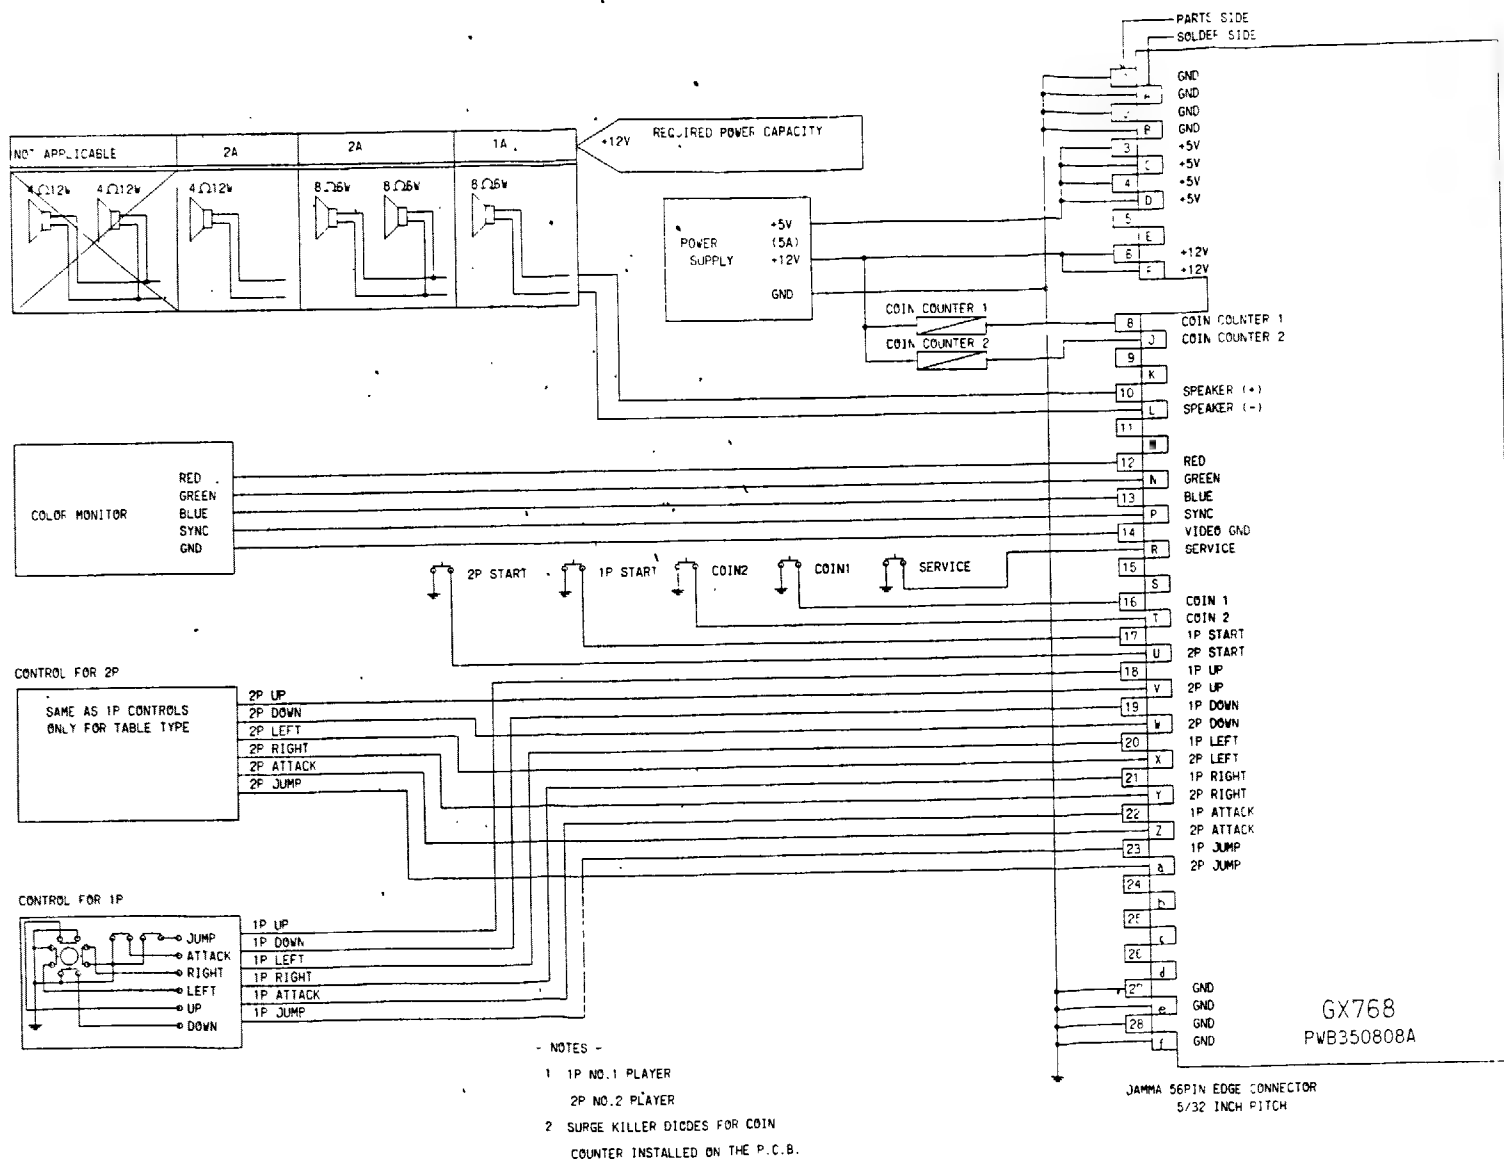 PARTS SIDE
SOLDER SIDE
GND
A GND
GND
B GND
3 +5V
C +5V
4 +5V
D +5V
5
E
6 +12V
F +12V
8 COIN COUNTER 1
J COIN COUNTER 2
9
K
10 SPEAKER (+)
L SPEAKER (-)
11
12 RED
N GREEN
13 BLUE
P SYNC
14 VIDEO GND
R SERVICE
15
S
16 COIN 1
T COIN 2
17 1P START
U 2P START
18 1P UP
V 2P UP
19 1P DOWN
W 2P DOWN
20 1P LEFT
X 2P LEFT
21 1P RIGHT
Y 2P RIGHT
22 1P ATTACK
Z 2P ATTACK
23 1P JUMP
a 2P JUMP
24
b
25
c
26
d
27 GND
e GND
28 GND
f GND
GX768
PWB350808A
JAMMA 56PIN EDGE CONNECTOR
5/32 INCH PITCH
NOT APPLICABLE
2A
2A
1A
+12V
REQUIRED POWER CAPACITY
4Ω12W
4Ω12W
4Ω12W
8Ω6W
8Ω6W
8Ω6W
POWER
SUPPLY
+5V
(5A)
+12V
GND
COIN COUNTER 1
COIN COUNTER 2
COLOR MONITOR
RED
GREEN
BLUE
SYNC
GND
2P START
1P START
COIN2
COIN1
SERVICE
CONTROL FOR 2P
SAME AS 1P CONTROLS
ONLY FOR TABLE TYPE
2P UP
2P DOWN
2P LEFT
2P RIGHT
2P ATTACK
2P JUMP
CONTROL FOR 1P
JUMP
ATTACK
RIGHT
LEFT
UP
DOWN
1P UP
1P DOWN
1P LEFT
1P RIGHT
1P ATTACK
1P JUMP
- NOTES -
1 1P NO.1 PLAYER
2P NO.2 PLAYER
2 SURGE KILLER DIODES FOR COIN
COUNTER INSTALLED ON THE P.C.B.